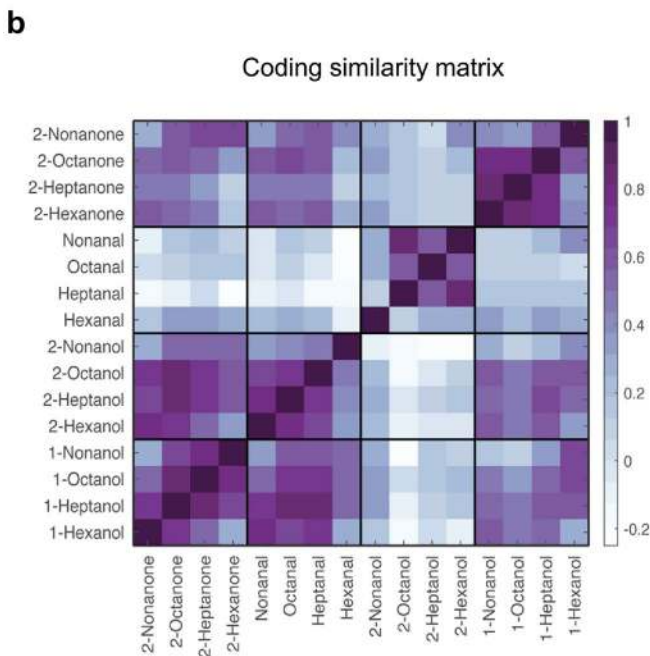 b
Coding similarity matrix
2-Nonanone
2-Octanone
2-Heptanone
2-Hexanone
Nonanal
Octanal
Heptanal
Hexanal
2-Nonanol
2-Octanol
2-Heptanol
2-Hexanol
1-Nonanol
1-Octanol
1-Heptanol
1-Hexanol
1
0.8
0.6
0.4
0.2
0
-0.2
2-Nonanone
2-Octanone
2-Heptanone
2-Hexanone
Nonanal
Octanal
Heptanal
Hexanal
2-Nonanol
2-Octanol
2-Heptanol
2-Hexanol
1-Nonanol
1-Octanol
1-Heptanol
1-Hexanol